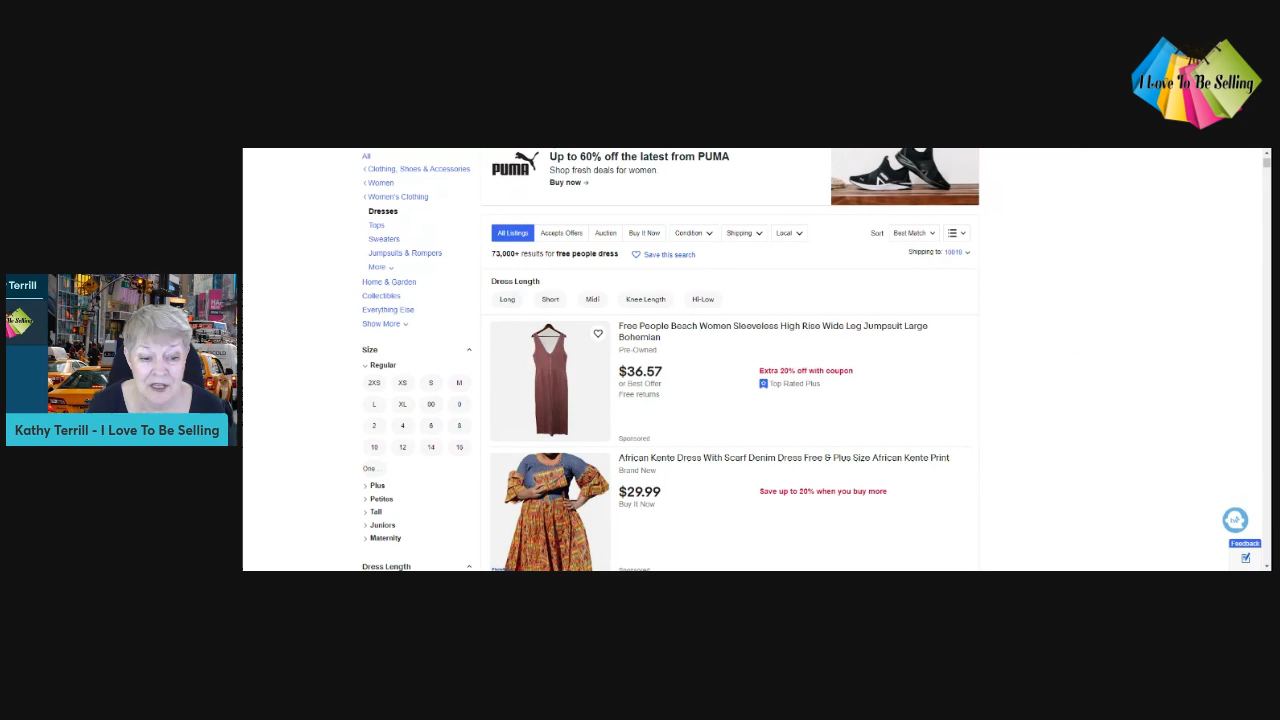 I Love To Be Selling
Terrill
Be Selling
Kathy Terrill - I Love To Be Selling
All
Clothing, Shoes & Accessories
Women
Women's Clothing
Dresses
Tops
Sweaters
Jumpsuits & Rompers
More
Home & Garden
Collectibles
Everything Else
Show More
Size
Regular
2XS XS S M
L XL 00 0
2 4 6 8
10 12 14 16
One ...
Plus
Petites
Tall
Juniors
Maternity
Dress Length
PUMA
Up to 60% off the latest from PUMA
Shop fresh deals for women.
Buy now →
All Listings Accepts Offers Auction Buy It Now Condition Shipping Local Sort Best Match
73,000+ results for free people dress Save this search Shipping to: 10019
Dress Length
Long Short Midi Knee Length Hi-Low
Free People Beach Women Sleeveless High Rise Wide Leg Jumpsuit Large
Bohemian
Pre-Owned
$36.57 Extra 20% off with coupon
or Best Offer Top Rated Plus
Free returns
Sponsored
African Kente Dress With Scarf Denim Dress Free & Plus Size African Kente Print
Brand New
$29.99 Save up to 20% when you buy more
Buy It Now
Sponsored
Feedback